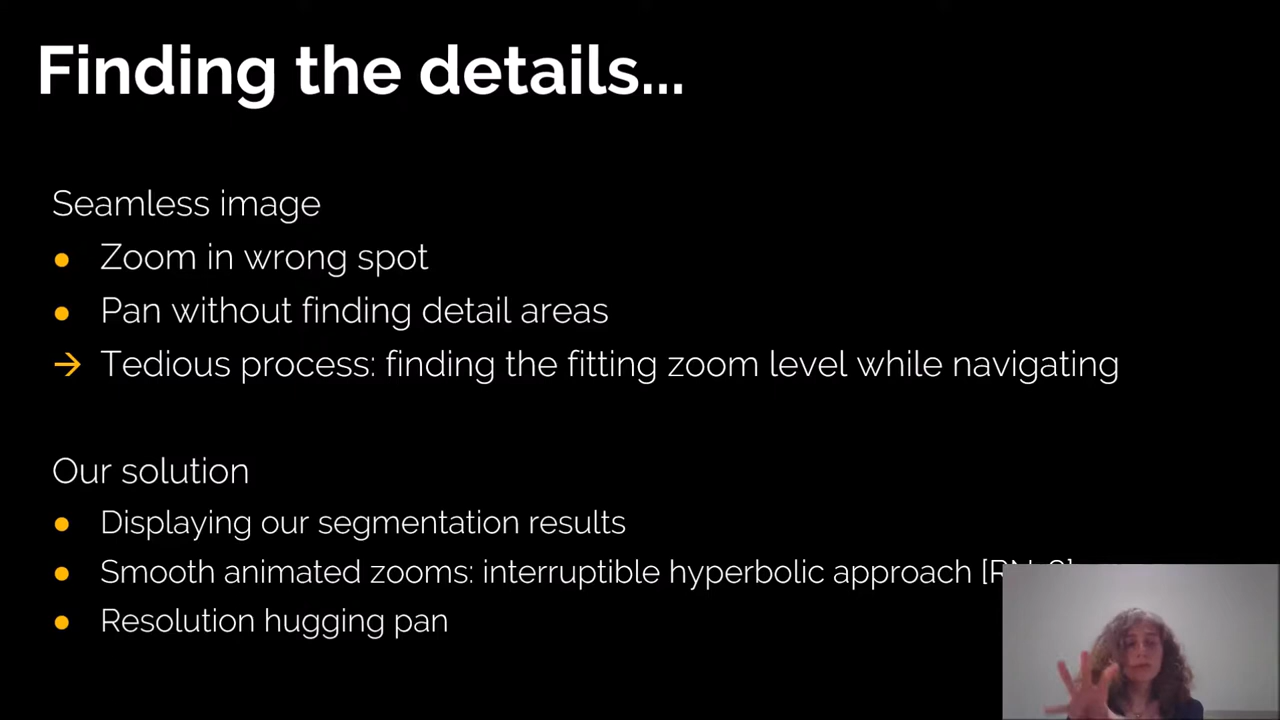 Finding the details...
Seamless image
● Zoom in wrong spot
● Pan without finding detail areas
→ Tedious process: finding the fitting zoom level while navigating
Our solution
● Displaying our segmentation results
● Smooth animated zooms: interruptible hyperbolic approach
● Resolution hugging pan